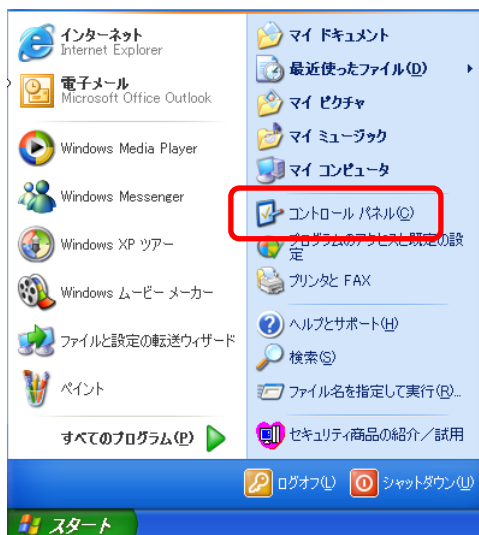 インターネット
Internet Explorer
電子メール
Microsoft Office Outlook
Windows Media Player
Windows Messenger
Windows XP ツアー
Windows ムービー メーカー
ファイルと設定の転送ウィザード
ペイント
すべてのプログラム(P)
マイ ドキュメント
最近使ったファイル(D)
マイ ピクチャ
マイ ミュージック
マイ コンピュータ
コントロール パネル(C)
プログラムのアクセスと既定の設
定
プリンタと FAX
ヘルプとサポート(H)
検索(S)
ファイル名を指定して実行(R)...
セキュリティ商品の紹介／試用
ログオフ(L)
シャットダウン(U)
スタート